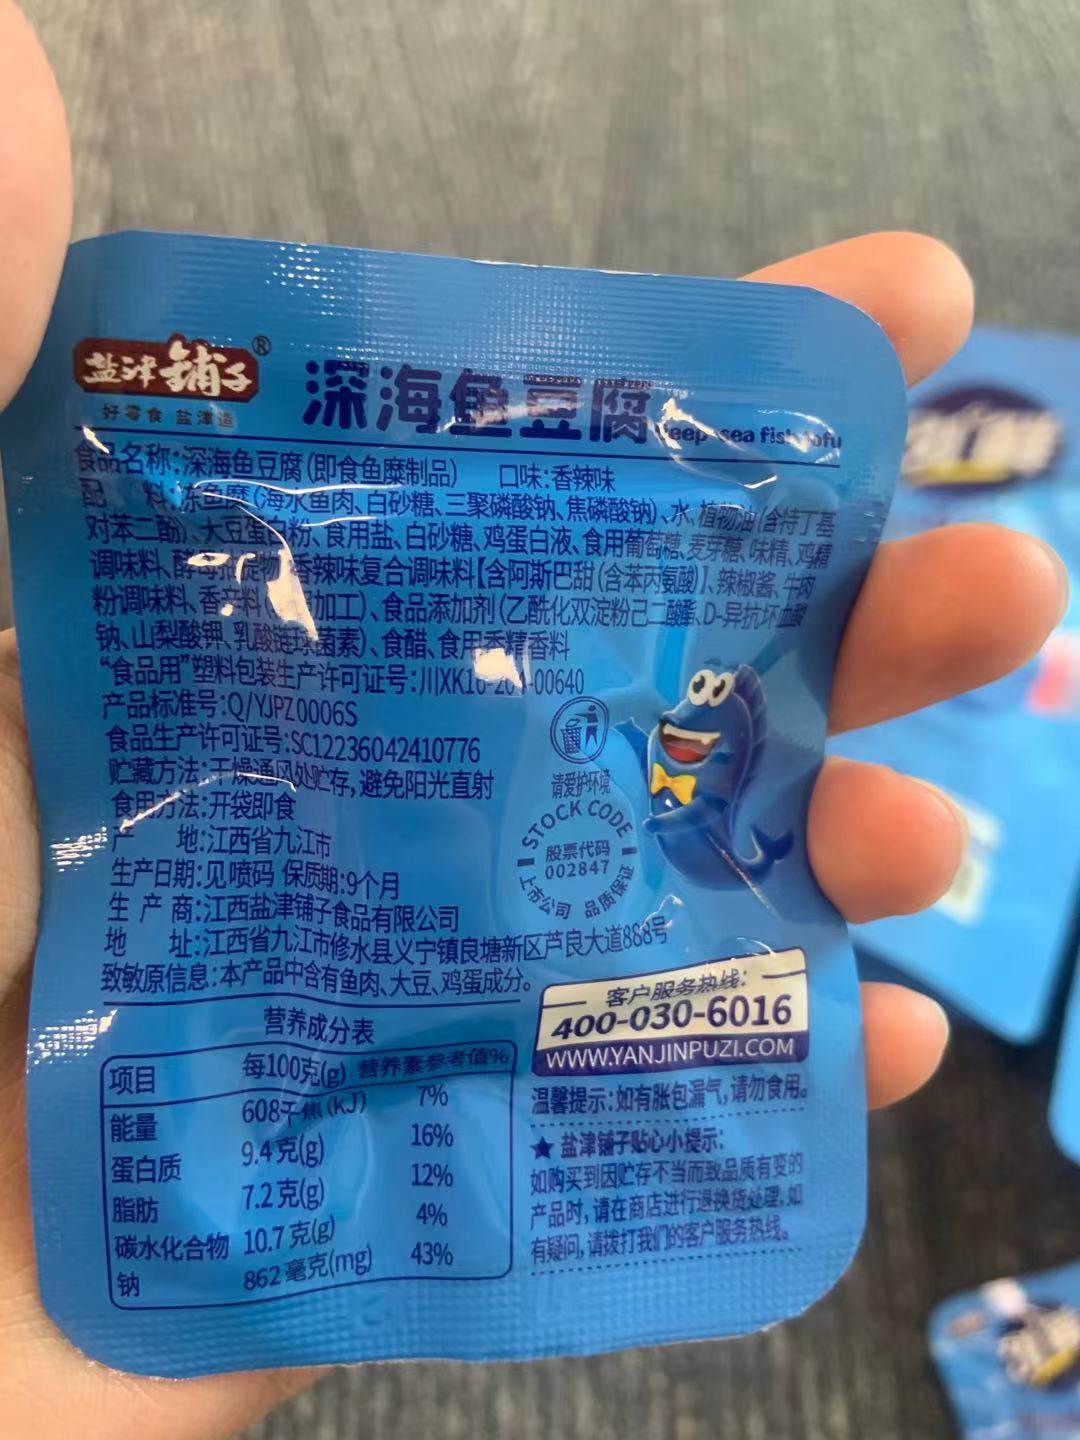 盐津铺子®
好零食 盐津造
深海鱼豆腐
Deep-sea fish tofu
食品名称:深海鱼豆腐(即食鱼糜制品) 口味:香辣味
配 料:冻鱼糜(海水鱼肉、白砂糖、三聚磷酸钠、焦磷酸钠)、水、植物油(含特丁基
对苯二酚)、大豆蛋白粉、食用盐、白砂糖、鸡蛋白液、食用葡萄糖、麦芽糖、味精、鸡精
调味料、酵母抽提物、香辣味复合调味料【含阿斯巴甜(含苯丙氨酸)】、辣椒酱、牛肉
粉调味料、香辛料(加工)、食品添加剂(乙酰化双淀粉己二酸酯、D-异抗坏血酸
钠、山梨酸钾、乳酸链球菌素)、食醋、食用香精香料
“食品用”塑料包装生产许可证号:川XK16-20-00640
产品标准号:Q/YJPZ0006S
食品生产许可证号:SC12236042410776
贮藏方法:干燥通风处贮存,避免阳光直射
食用方法:开袋即食
产 地:江西省九江市
生产日期:见喷码 保质期:9个月
生 产 商:江西盐津铺子食品有限公司
地 址:江西省九江市修水县义宁镇良塘新区芦良大道888号
致敏原信息:本产品中含有鱼肉、大豆、鸡蛋成分。
请爱护环境
STOCK CODE
股票代码
002847
上市公司 品质保证
营养成分表
项目 每100克(g) 营养素参考值%
能量 608千焦(kJ) 7%
蛋白质 9.4克(g) 16%
脂肪 7.2克(g) 12%
碳水化合物 10.7克(g) 4%
钠 862毫克(mg) 43%
客户服务热线:
400-030-6016
WWW.YANJINPUZI.COM
温馨提示:如有胀包漏气,请勿食用。
★ 盐津铺子贴心小提示:
如购买到因贮存不当而致品质有变的
产品时,请在商店进行退换货处理,如
有疑问,请拨打我们的客户服务热线。